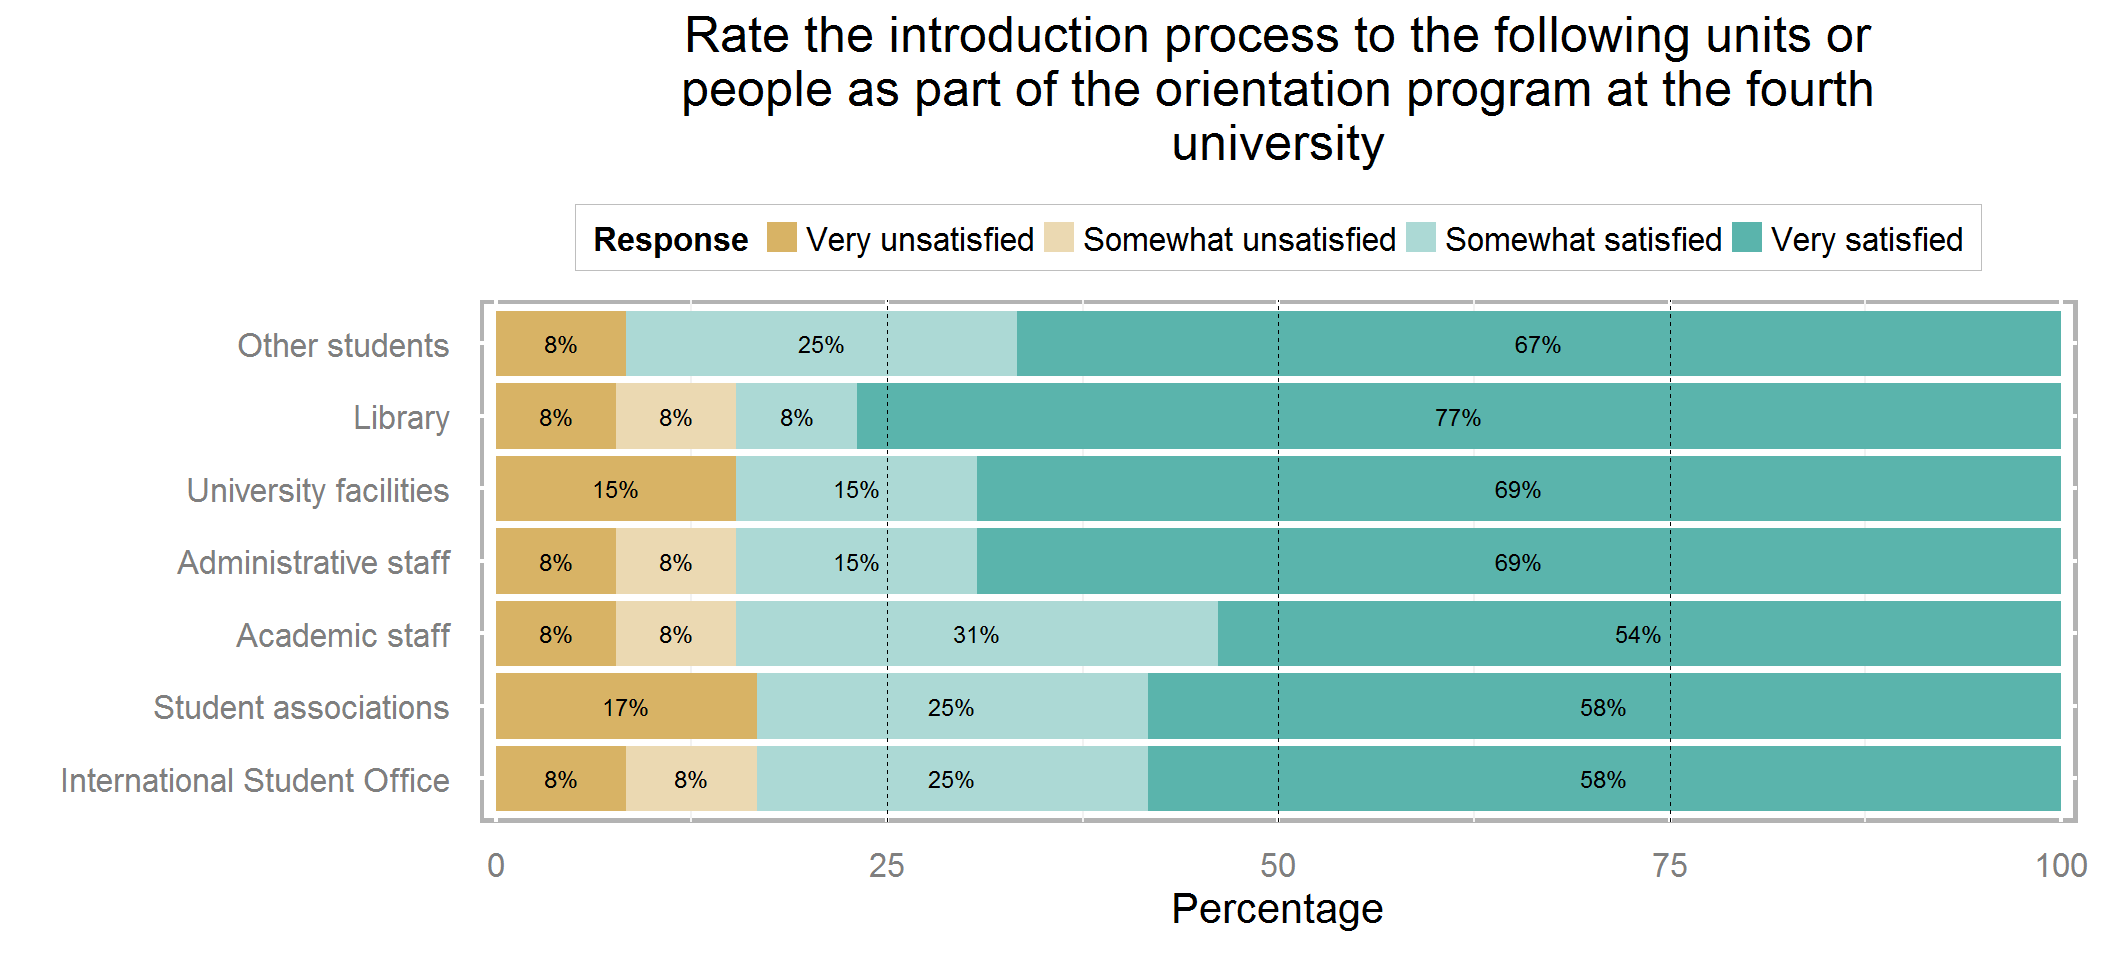 Rate the introduction process to the following units or
people as part of the orientation program at the fourth
university
Response Very unsatisfied Somewhat unsatisfied Somewhat satisfied Very satisfied
Other students 8% 25% 67%
Library 8% 8% 8% 77%
University facilities 15% 15% 69%
Administrative staff 8% 8% 15% 69%
Academic staff 8% 8% 31% 54%
Student associations 17% 25% 58%
International Student Office 8% 8% 25% 58%
0 25 50 75 100
Percentage